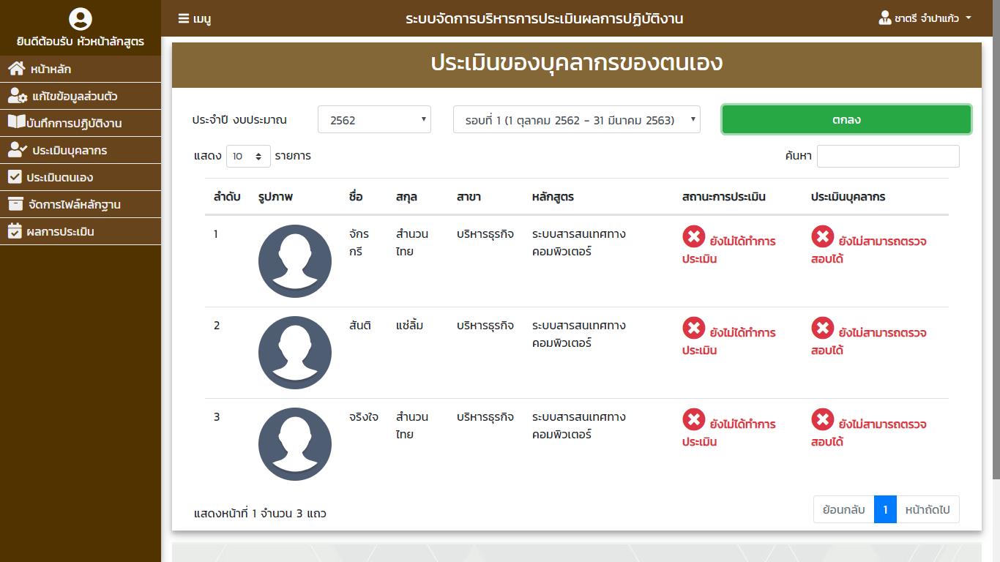 ยินดีต้อนรับ หัวหน้าลักสูตร
หน้าหลัก
แก้ไขข้อมูลส่วนตัว
บันทึกการปฏิบัติงาน
ประเมินบุคลากร
ประเมินตนเอง
จัดการไฟล์หลักฐาน
ผลการประเมิน
เมนู
ระบบจัดการบริหารการประเมินผลการปฏิบัติงาน
ชาตรี จำปาแก้ว
ประเมินของบุคลากรของตนเอง
ประจำปี งบประมาณ 2562 รอบที่ 1 (1 ตุลาคม 2562 - 31 มีนาคม 2563) ตกลง
แสดง 10 รายการ ค้นหา
ลำดับ รูปภาพ ชื่อ สกุล สาขา หลักสูตร สถานะการประเมิน ประเมินบุคลากร
1 จักร สำนวน บริหารธุรกิจ ระบบสารสนเทศทาง ยังไม่ได้ทำการ ยังไม่สามารถตรวจ
กรี ไทย คอมพิวเตอร์ ประเมิน สอบได้
2 สันติ แซ่ลิ้ม บริหารธุรกิจ ระบบสารสนเทศทาง ยังไม่ได้ทำการ ยังไม่สามารถตรวจ
คอมพิวเตอร์ ประเมิน สอบได้
3 จริงใจ สำนวน บริหารธุรกิจ ระบบสารสนเทศทาง ยังไม่ได้ทำการ ยังไม่สามารถตรวจ
ไทย คอมพิวเตอร์ ประเมิน สอบได้
แสดงหน้าที่ 1 จำนวน 3 แถว
ย้อนกลับ 1 หน้าถัดไป